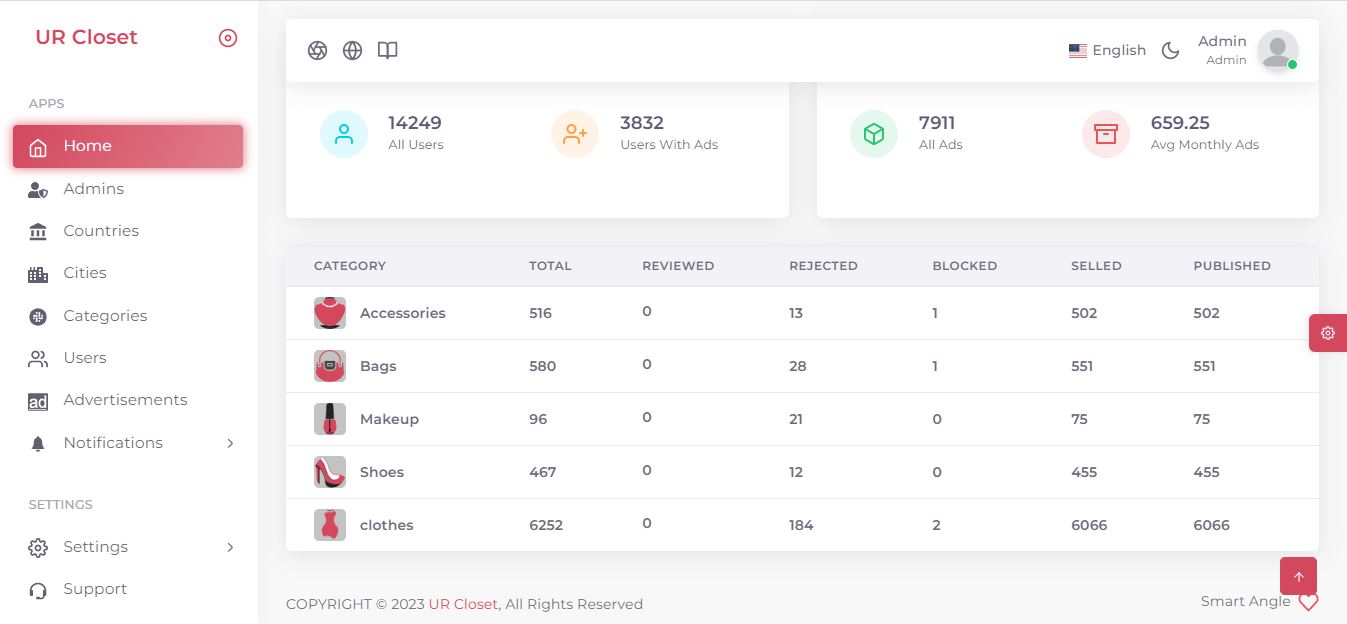 UR Closet
APPS
Home
Admins
Countries
Cities
Categories
Users
ad Advertisements
Notifications
SETTINGS
Settings
Support
English
Admin
Admin
14249
All Users
3832
Users With Ads
7911
All Ads
659.25
Avg Monthly Ads
CATEGORY TOTAL REVIEWED REJECTED BLOCKED SELLED PUBLISHED
Accessories 516 0 13 1 502 502
Bags 580 0 28 1 551 551
Makeup 96 0 21 0 75 75
Shoes 467 0 12 0 455 455
clothes 6252 0 184 2 6066 6066
COPYRIGHT © 2023 UR Closet, All Rights Reserved
Smart Angle